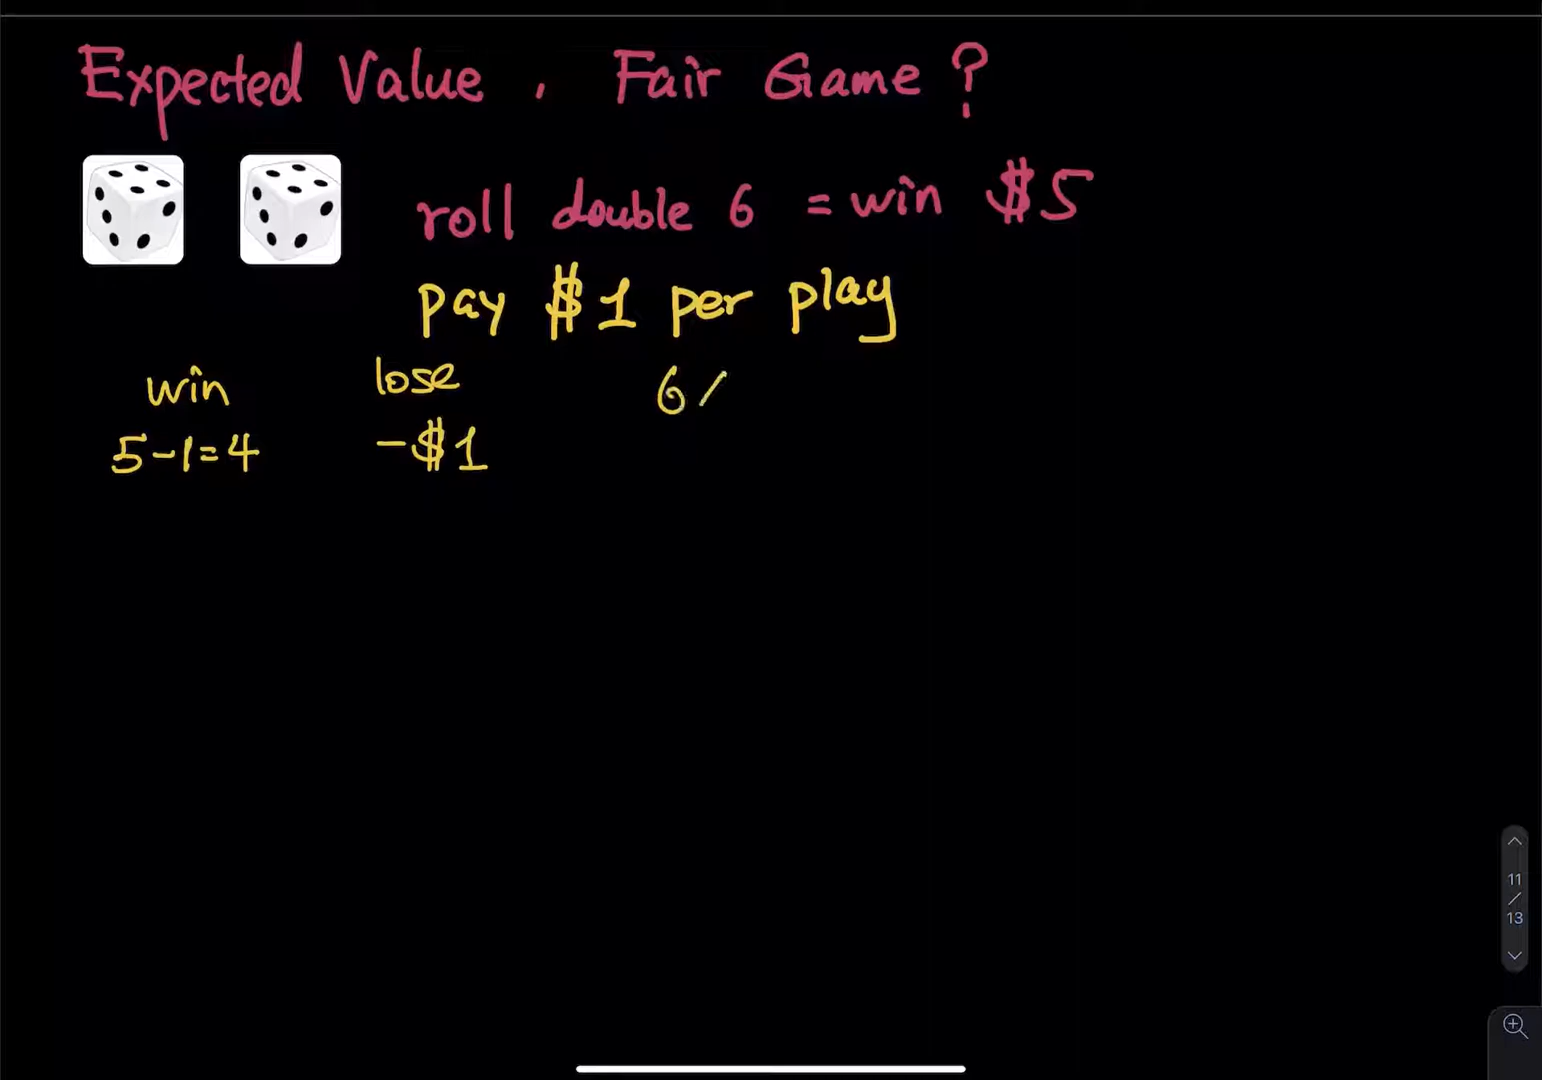 Expected Value , Fair Game ?
roll double 6 = win $5
pay $1 per play
win lose 6 /
5-1=4 -$1
11
/
13